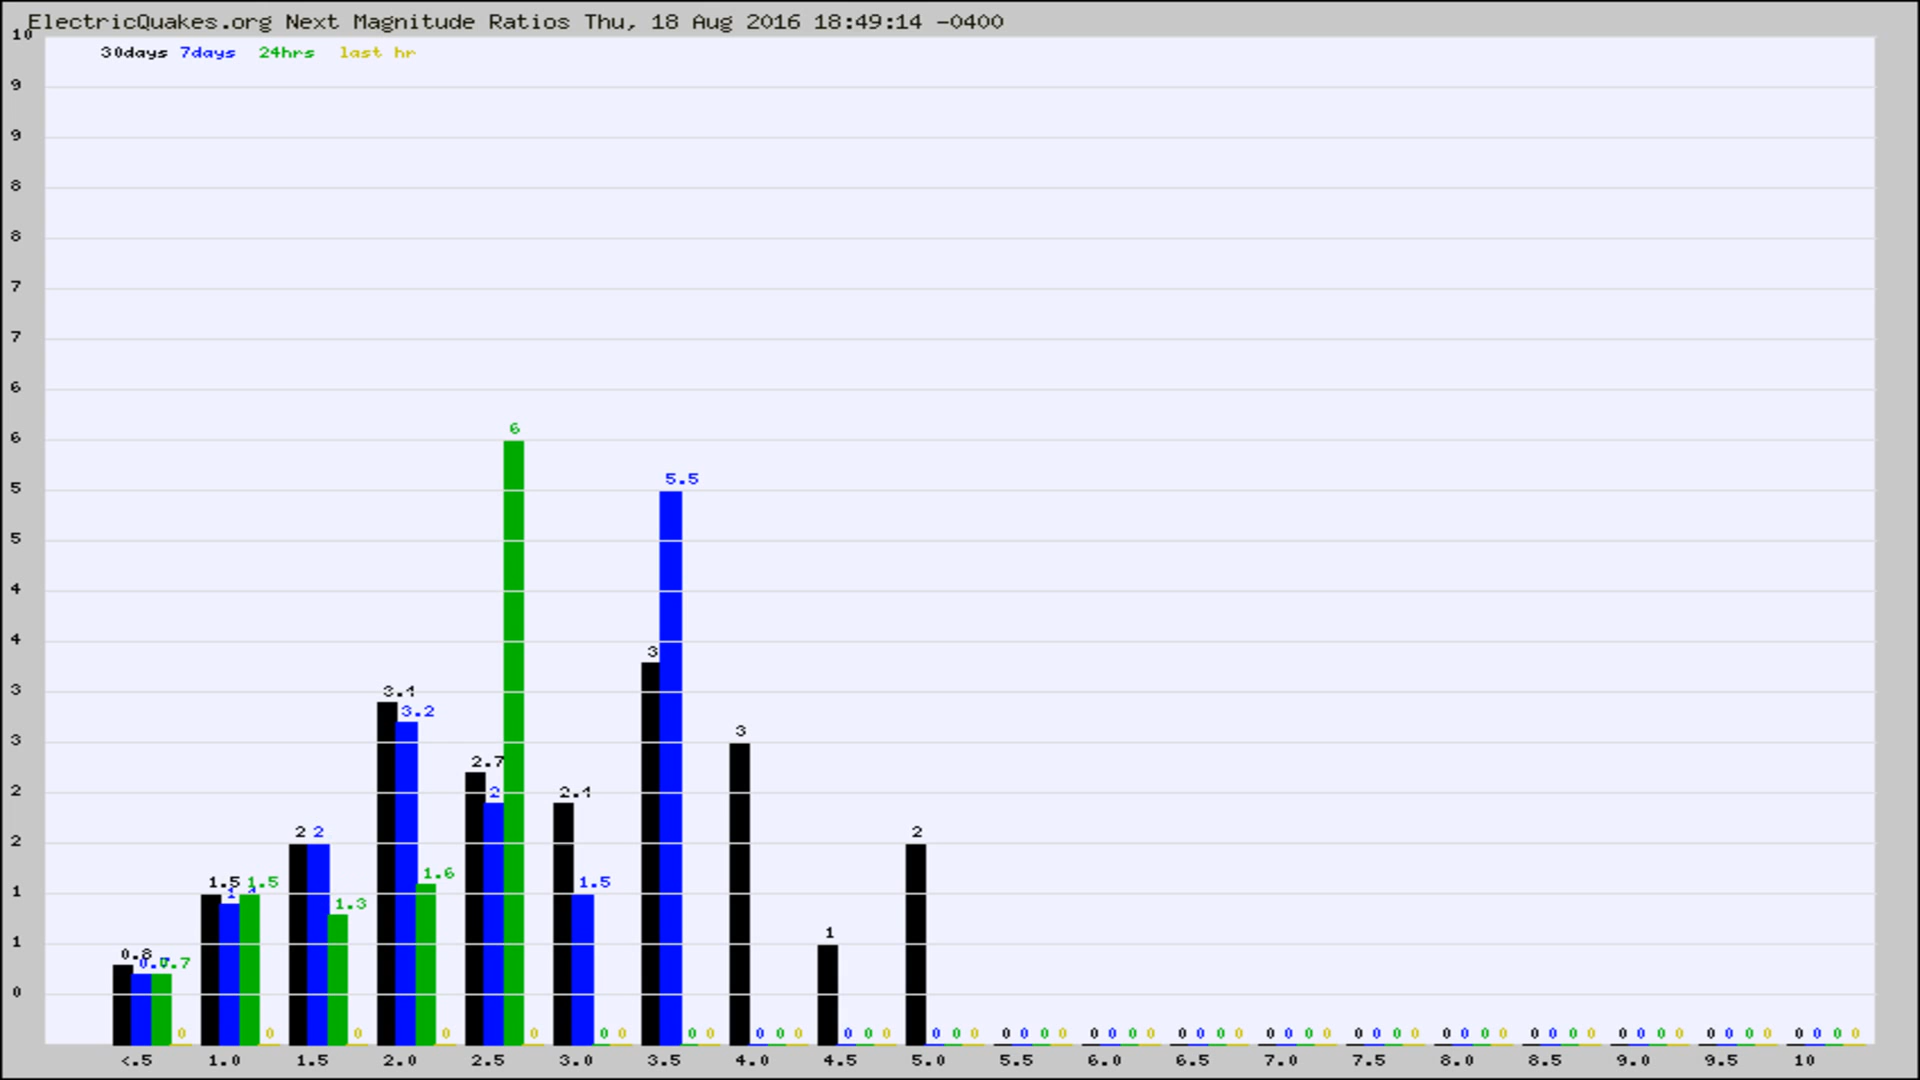 ElectricQuakes.org Next Magnitude Ratios Thu, 18 Aug 2016 18:49:14 -0400
10
30days 7days 24hrs last hr
9
9
8
8
7
7
6
6 6
5 5.5
5
4
4
3
3 3.4 3.2
3 3
2.7
2 2 2.4
2 2 2 2
1.6
1 1.5 1.5 1.5
1.3
1 1
0.8 0.7
0
0 0 0 0 0 0 0 0 0 0 0 0 0 0 0 0 0 0 0 0 0 0 0 0 0 0 0 0 0 0 0 0 0 0 0 0 0 0 0 0 0 0 0 0 0 0 0 0 0 0 0 0 0 0 0 0 0 0
<.5 1.0 1.5 2.0 2.5 3.0 3.5 4.0 4.5 5.0 5.5 6.0 6.5 7.0 7.5 8.0 8.5 9.0 9.5 10